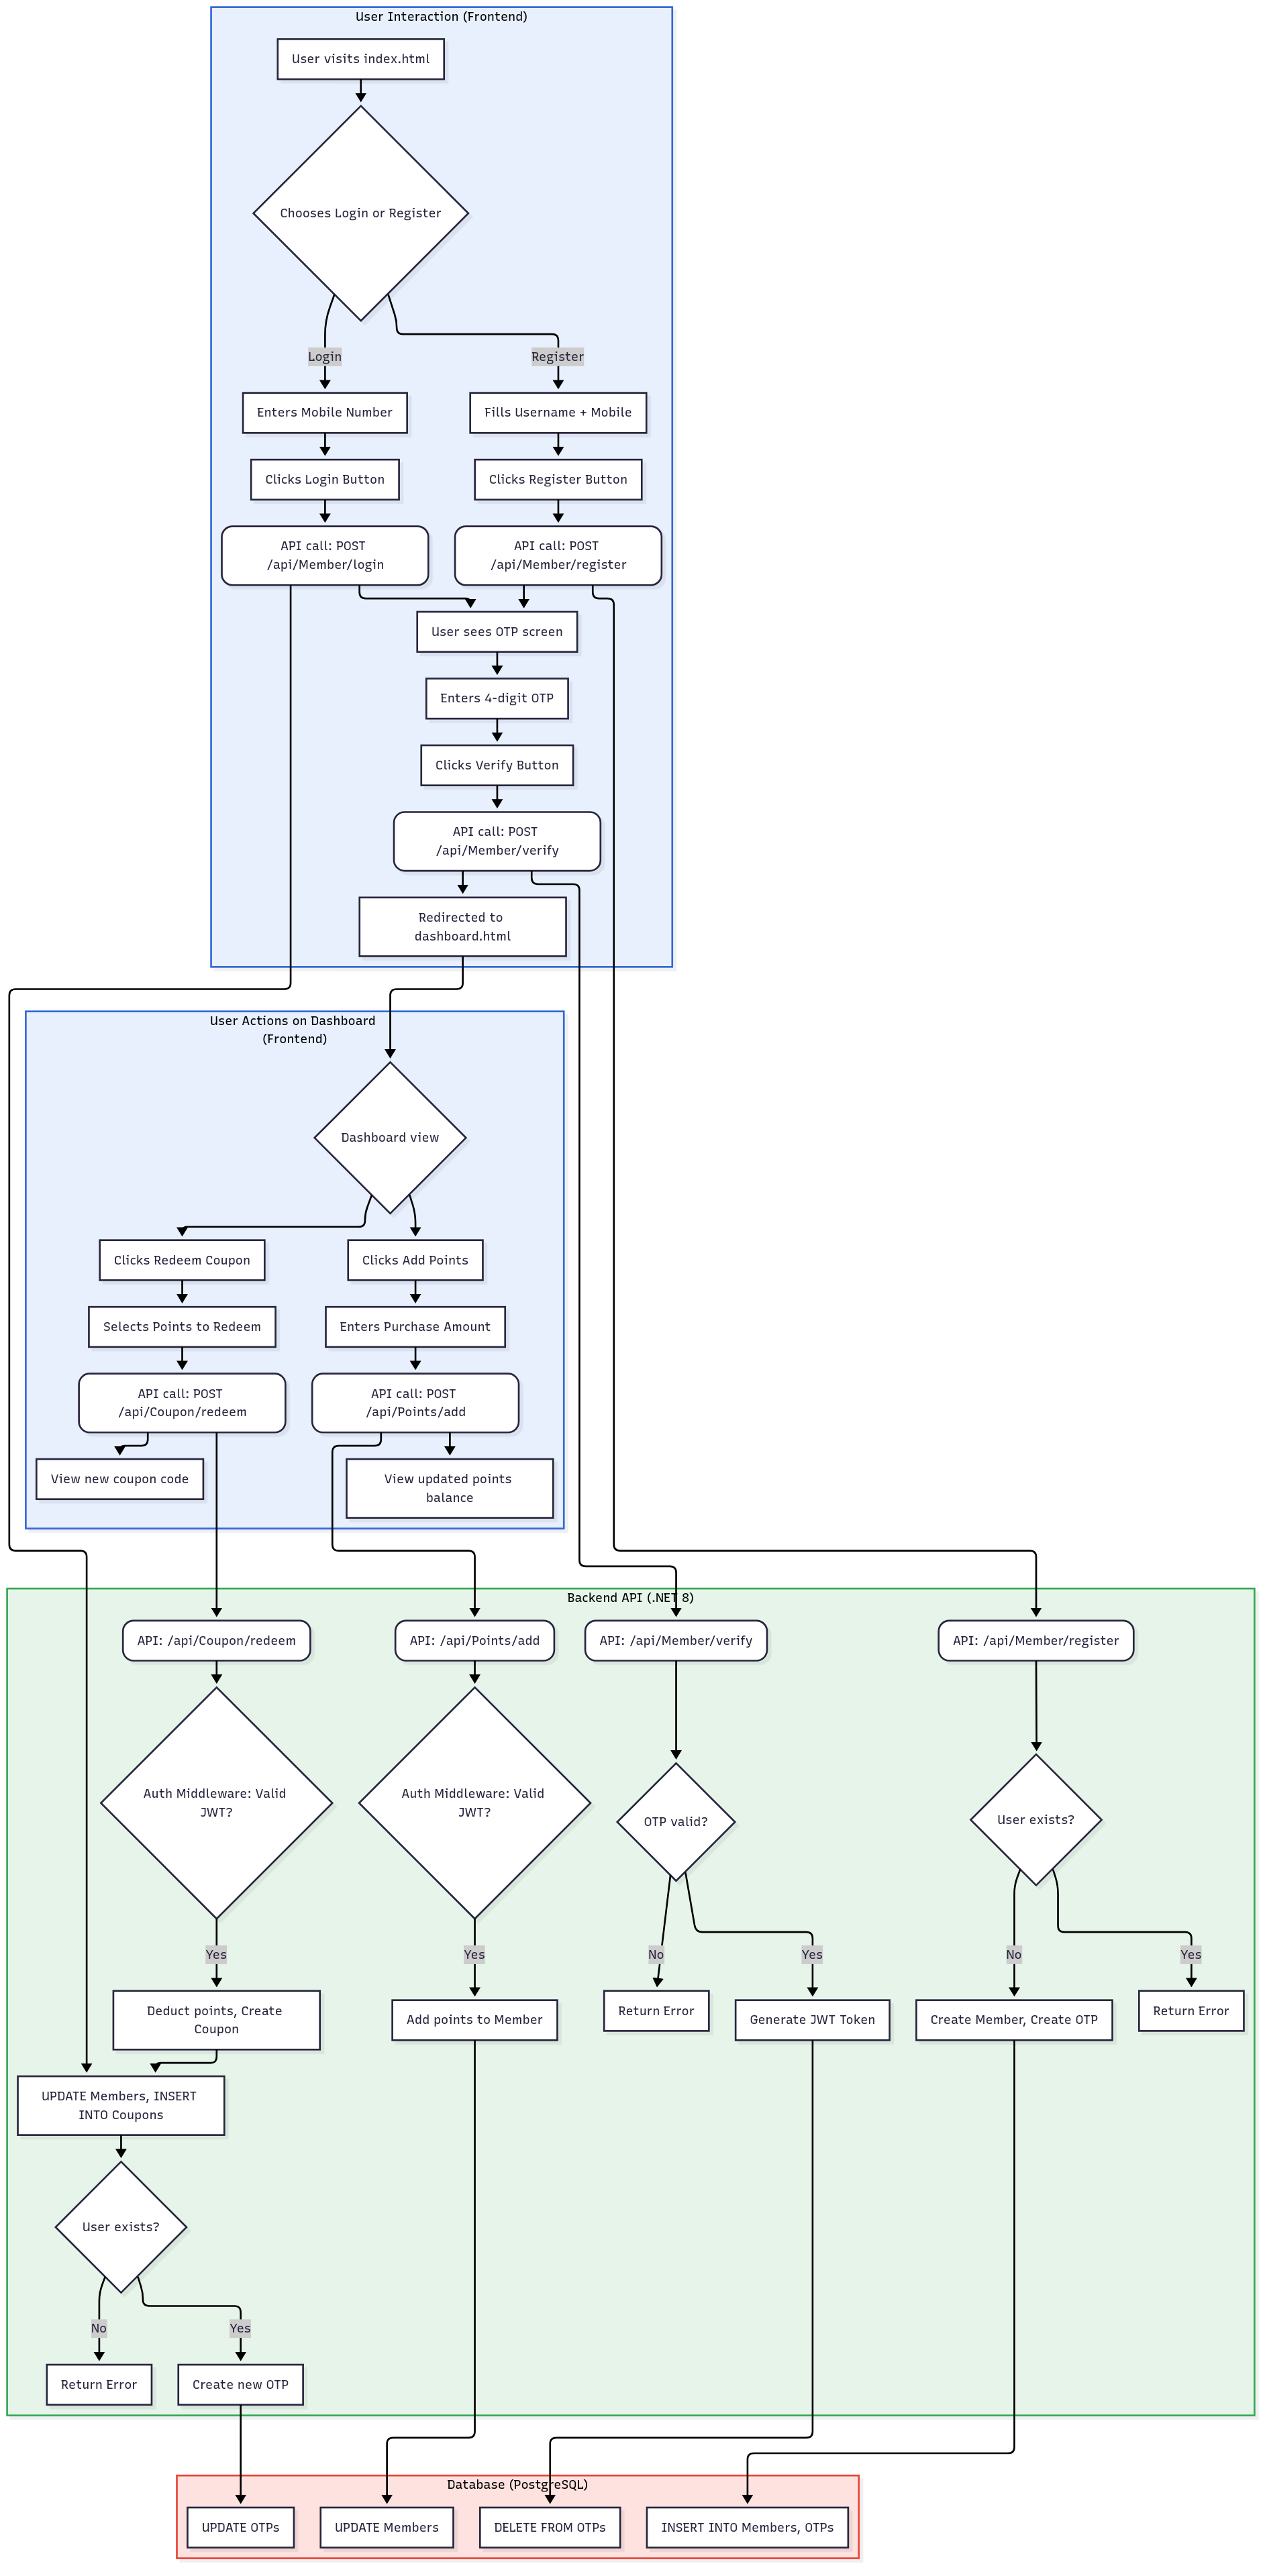 User Interaction (Frontend)
User visits index.html
Chooses Login or Register
Login
Register
Enters Mobile Number
Fills Username + Mobile
Clicks Login Button
Clicks Register Button
API call: POST
/api/Member/login
API call: POST
/api/Member/register
User sees OTP screen
Enters 4-digit OTP
Clicks Verify Button
API call: POST
/api/Member/verify
Redirected to
dashboard.html
User Actions on Dashboard
(Frontend)
Dashboard view
Clicks Redeem Coupon
Clicks Add Points
Selects Points to Redeem
Enters Purchase Amount
API call: POST
/api/Coupon/redeem
API call: POST
/api/Points/add
View new coupon code
View updated points
balance
Backend API (.NET 8)
API: /api/Coupon/redeem
API: /api/Points/add
API: /api/Member/verify
API: /api/Member/register
Auth Middleware: Valid
JWT?
Auth Middleware: Valid
JWT?
OTP valid?
User exists?
Yes
Yes
No
Yes
No
Yes
Deduct points, Create
Coupon
Add points to Member
Return Error
Generate JWT Token
Create Member, Create OTP
Return Error
UPDATE Members, INSERT
INTO Coupons
User exists?
No
Yes
Return Error
Create new OTP
Database (PostgreSQL)
UPDATE OTPs
UPDATE Members
DELETE FROM OTPs
INSERT INTO Members, OTPs